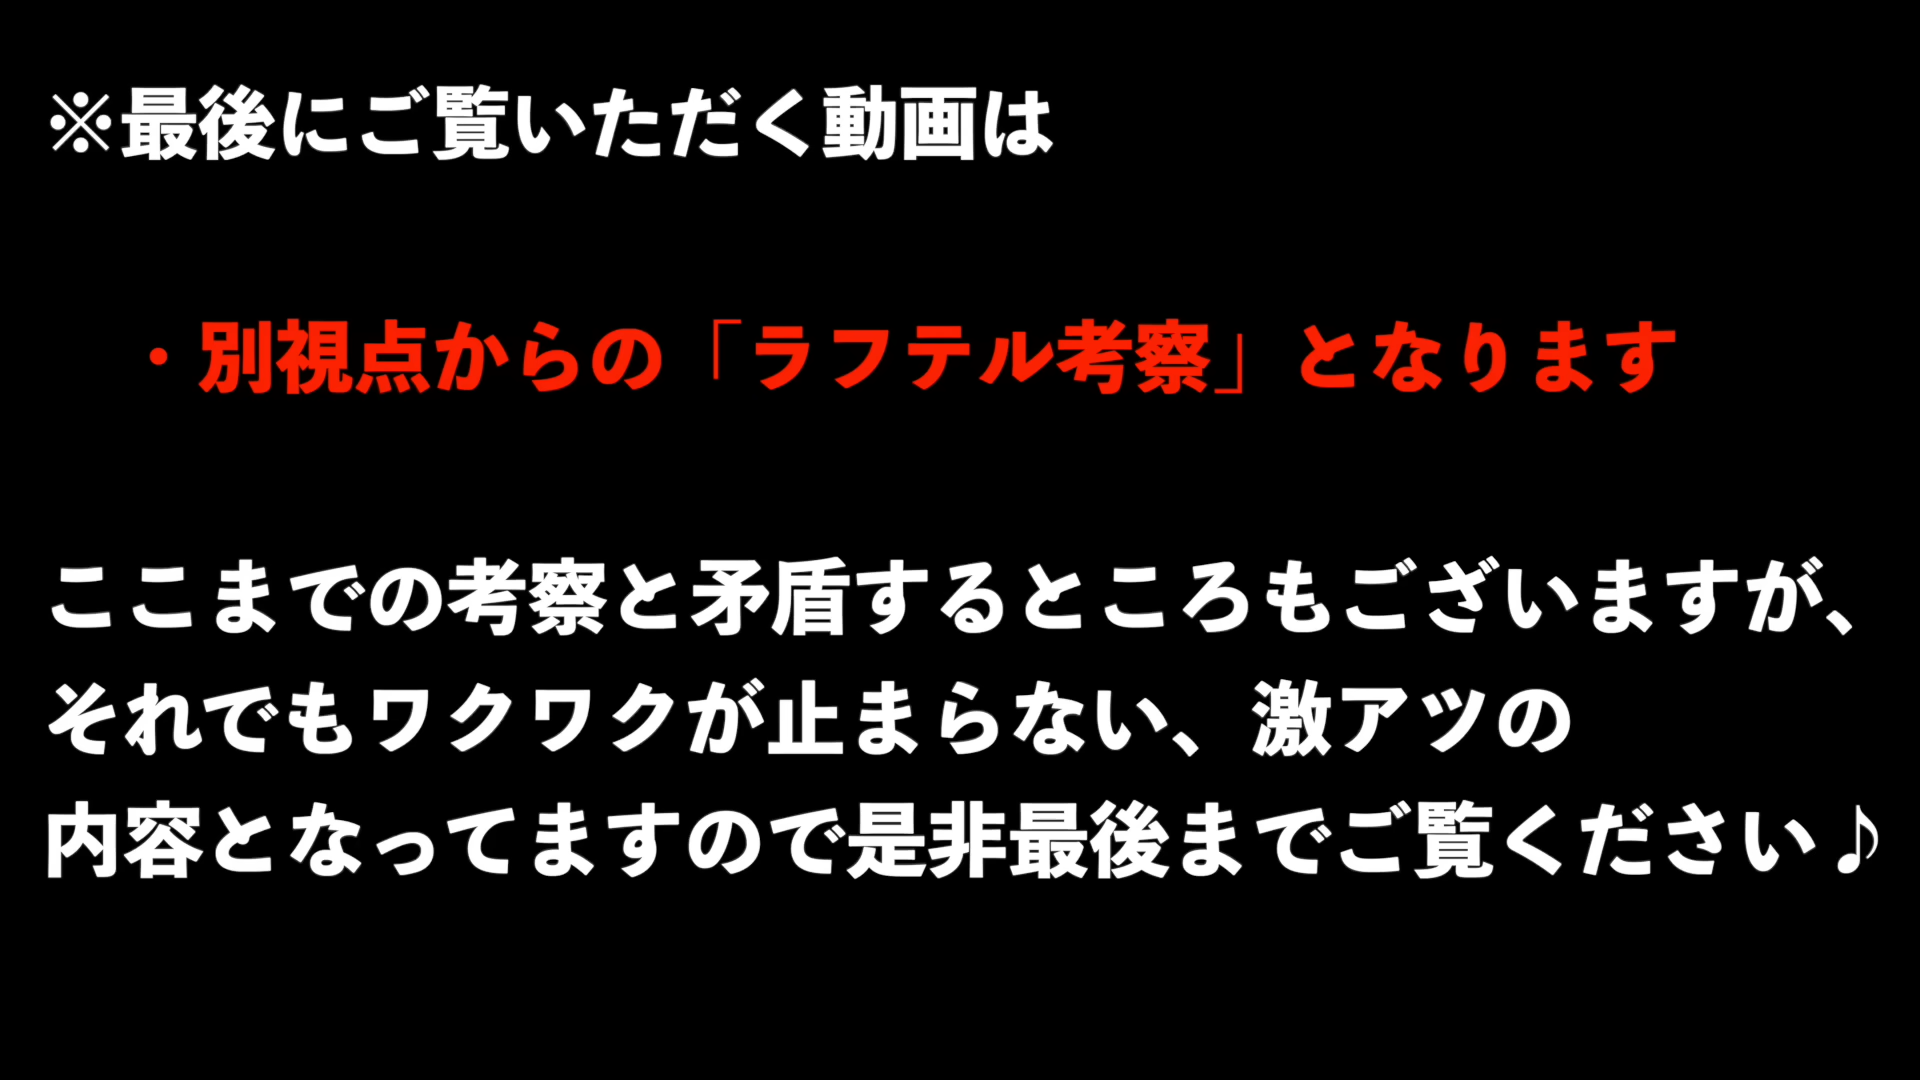 ※最後にご覧いただく動画は
・別視点からの「ラフテル考察」となります
ここまでの考察と矛盾するところもございますが、
それでもワクワクが止まらない、激アツの
内容となってますので是非最後までご覧ください♪